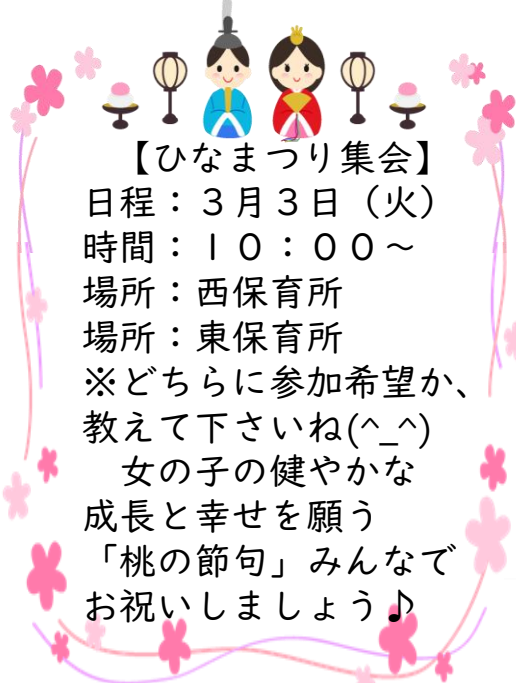 【ひなまつり集会】
日程：３月３日（火）
時間：１０：００～
場所：西保育所
場所：東保育所
※どちらに参加希望か、
教えて下さいね(^_^)
　女の子の健やかな
成長と幸せを願う
「桃の節句」みんなで
お祝いしましょう♪